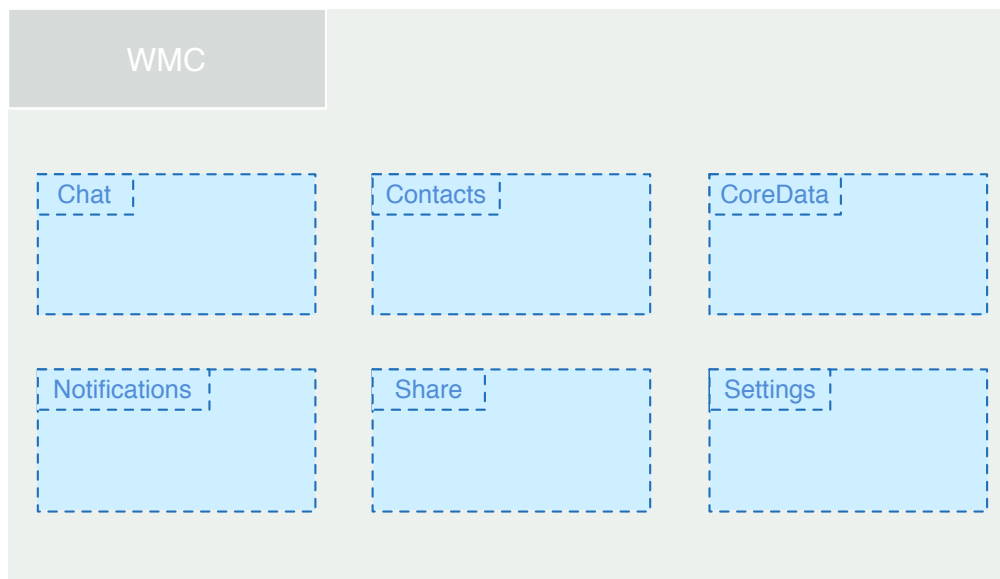 WMC
Chat
Contacts
CoreData
Notifications
Share
Settings